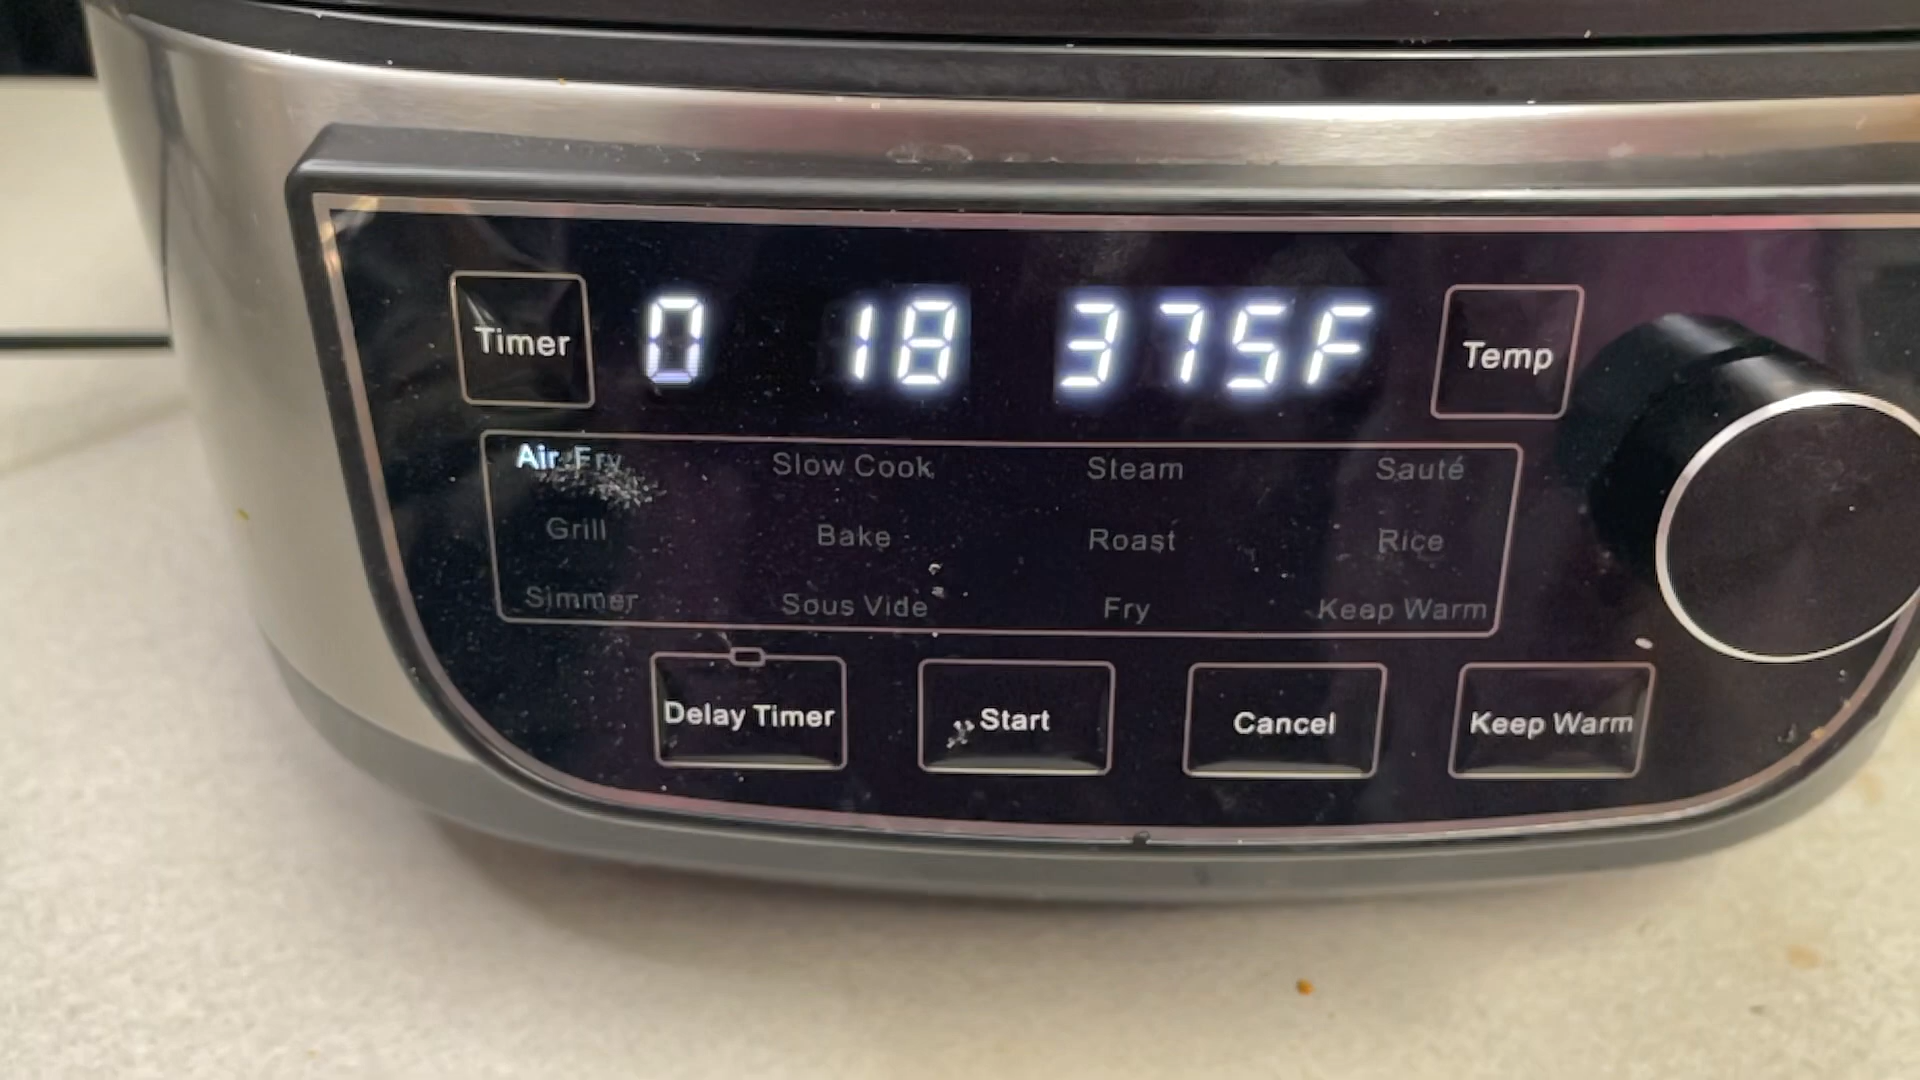 Timer 0 18 375F Temp
Air Fry Slow Cook Steam Sauté
Grill Bake Roast Rice
Simmer Sous Vide Fry Keep Warm
Delay Timer Start Cancel Keep Warm